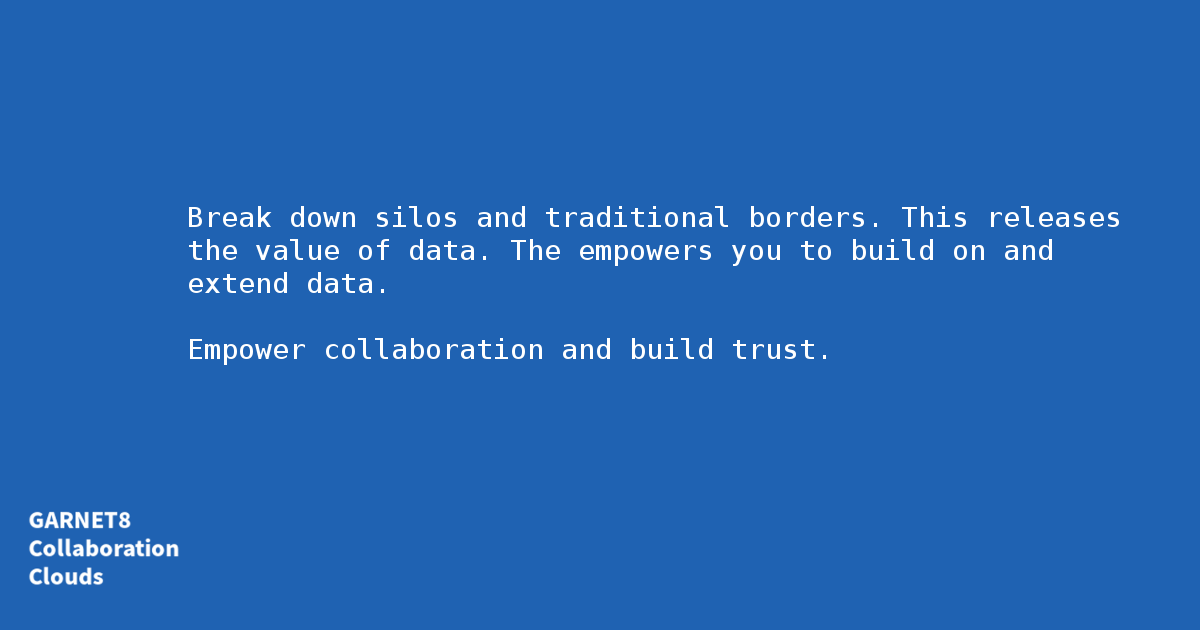 Break down silos and traditional borders. This releases
the value of data. The empowers you to build on and
extend data.
Empower collaboration and build trust.
GARNET8
Collaboration
Clouds